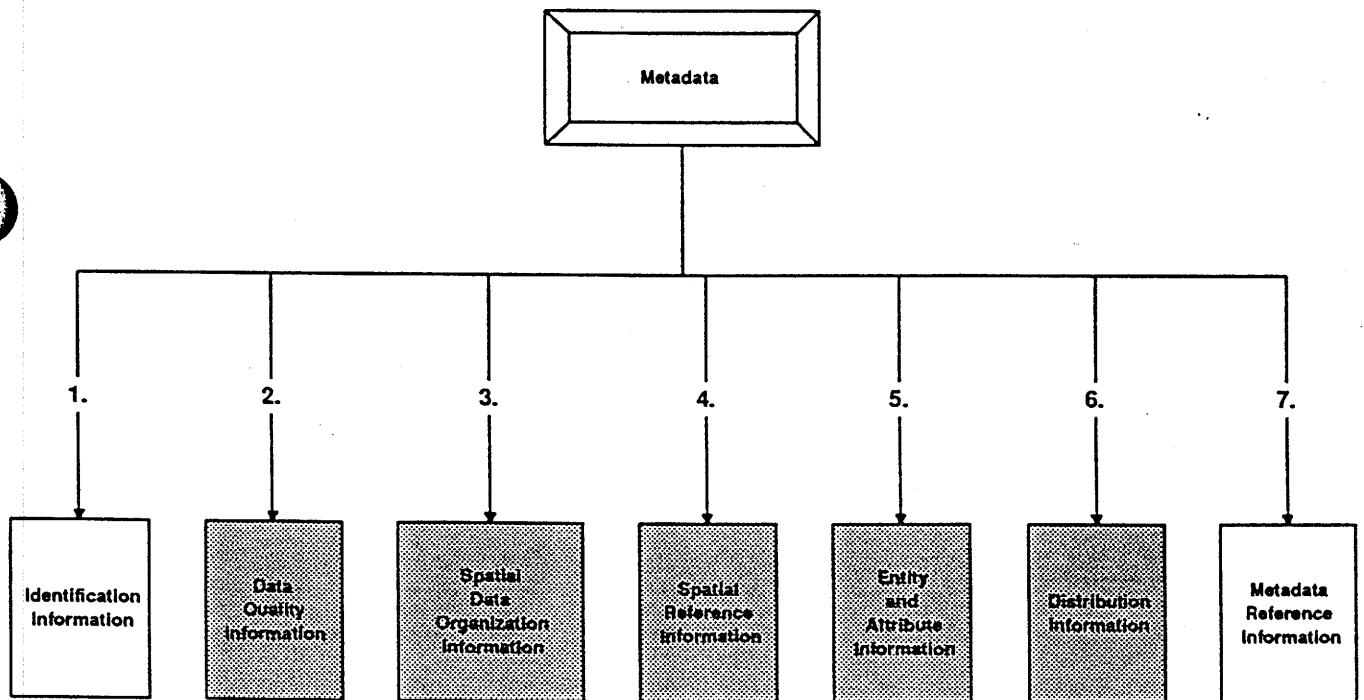 Metadata
1.
2.
3.
4.
5.
6.
7.
Identification
Information
Data
Quality
Information
Spatial
Data
Organization
Information
Spatial
Reference
Information
Entity
and
Attribute
Information
Distribution
Information
Metadata
Reference
Information